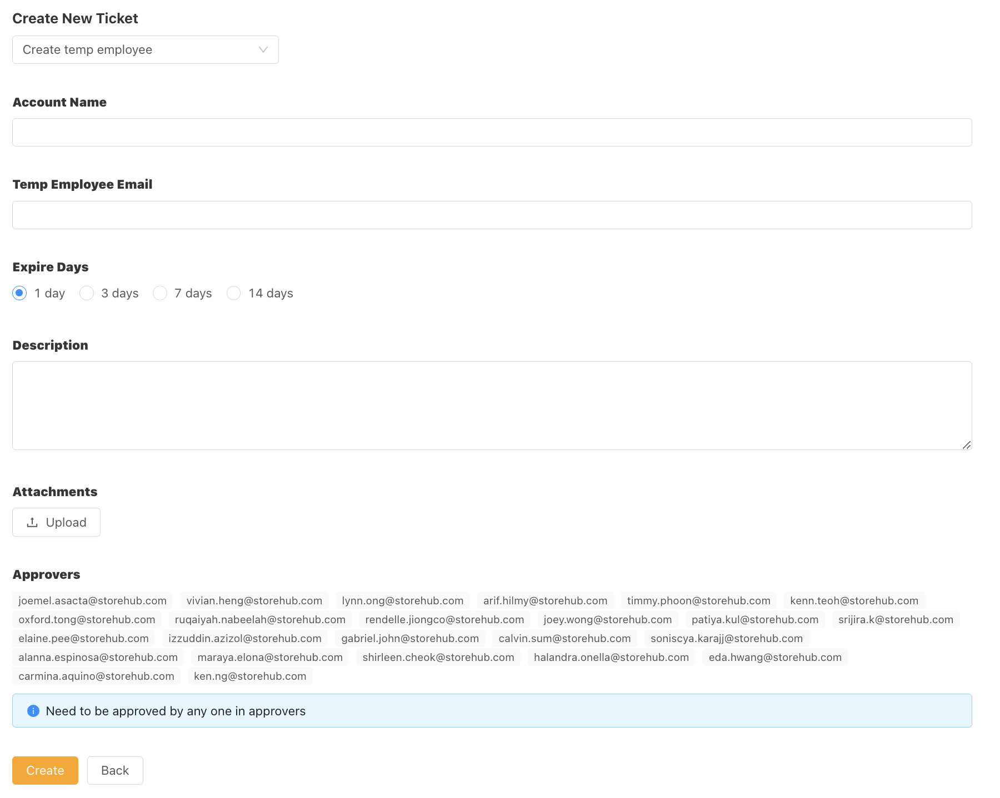 Create New Ticket
Create temp employee
Account Name
Temp Employee Email
Expire Days
1 day 3 days 7 days 14 days
Description
Attachments
Upload
Approvers
joemel.asacta@storehub.com vivian.heng@storehub.com lynn.ong@storehub.com arif.hilmy@storehub.com timmy.phoon@storehub.com kenn.teoh@storehub.com
oxford.tong@storehub.com ruqaiyah.nabeelah@storehub.com rendelle.jiongco@storehub.com joey.wong@storehub.com patiya.kul@storehub.com srijira.k@storehub.com
elaine.pee@storehub.com izzuddin.azizol@storehub.com gabriel.john@storehub.com calvin.sum@storehub.com soniscya.karajj@storehub.com
alanna.espinosa@storehub.com maraya.elona@storehub.com shirleen.cheok@storehub.com halandra.onella@storehub.com eda.hwang@storehub.com
carmina.aquino@storehub.com ken.ng@storehub.com
Need to be approved by any one in approvers
Create Back